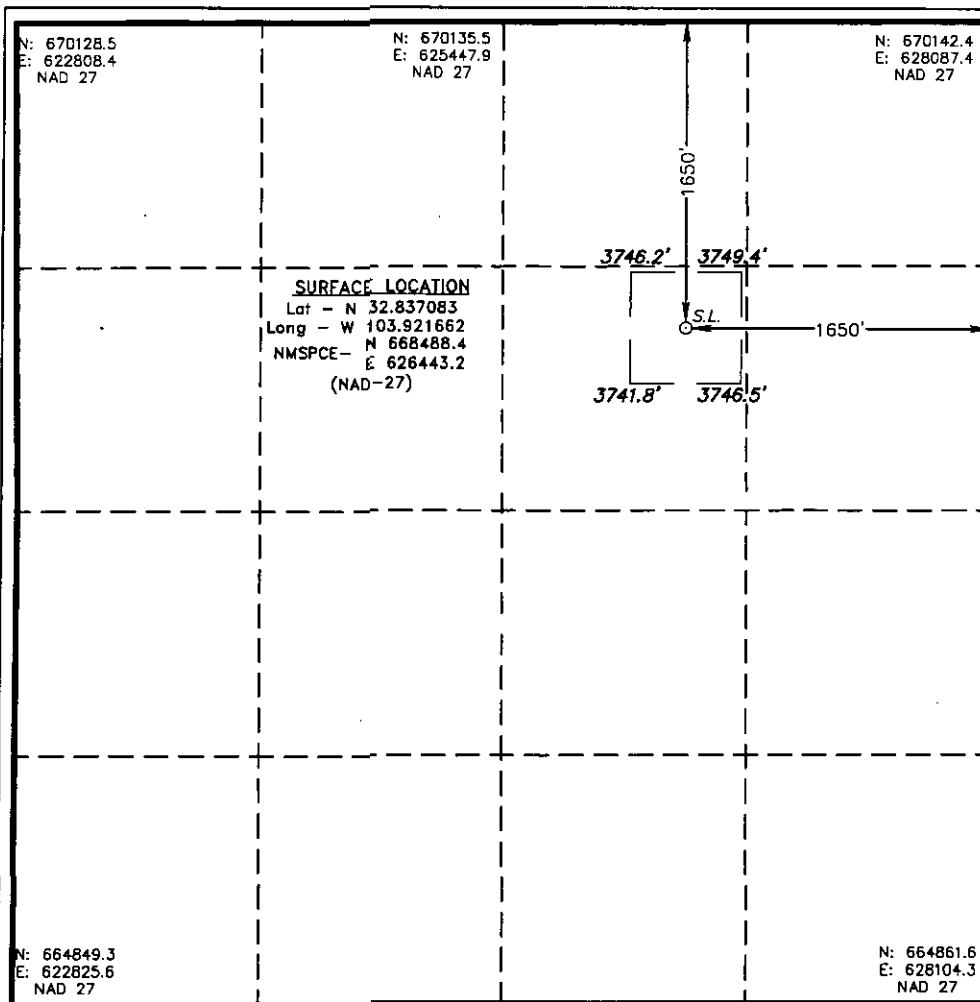 N: 670128.5
E: 622808.4
NAD 27
N: 670135.5
E: 625447.9
NAD 27
N: 670142.4
E: 628087.4
NAD 27
1650'
3746.2' 3749.4'
SURFACE LOCATION
Lat - N 32.837083
Long - W 103.921662
NMSPCE- N 668488.4
E 626443.2
(NAD-27)
S.L.
1650'
3741.8' 3746.5'
N: 664849.3
E: 622825.6
NAD 27
N: 664861.6
E: 628104.3
NAD 27